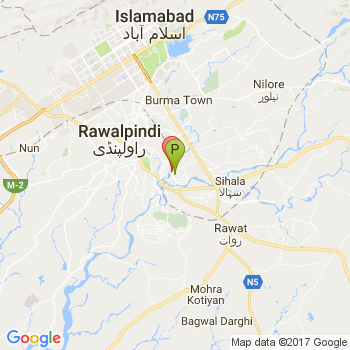 Islamabad
اسلام آباد
N75
Nilore
نیلور
Burma Town
Rawalpindi
راولپنڈی
Nun
P
M-2
Sihala
سہالا
Rawat
روات
N5
Mohra
Kotiyan
Bagwal Darghi
Google
Map data ©2017 Google